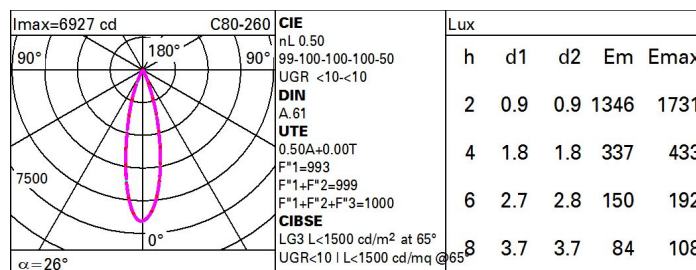 Imax=6927 cd C80-260
90° 180° 90°
7500
0°
α=26°
CIE
nL 0.50
99-100-100-100-50
UGR <10-<10
DIN
A.61
UTE
0.50A+0.00T
F"1=993
F"1+F"2=999
F"1+F"2+F"3=1000
CIBSE
LG3 L<1500 cd/m² at 65°
UGR<10 | L<1500 cd/mq @65°
Lux
h d1 d2 Em Emax
2 0.9 0.9 1346 1731
4 1.8 1.8 337 433
6 2.7 2.8 150 192
8 3.7 3.7 84 108